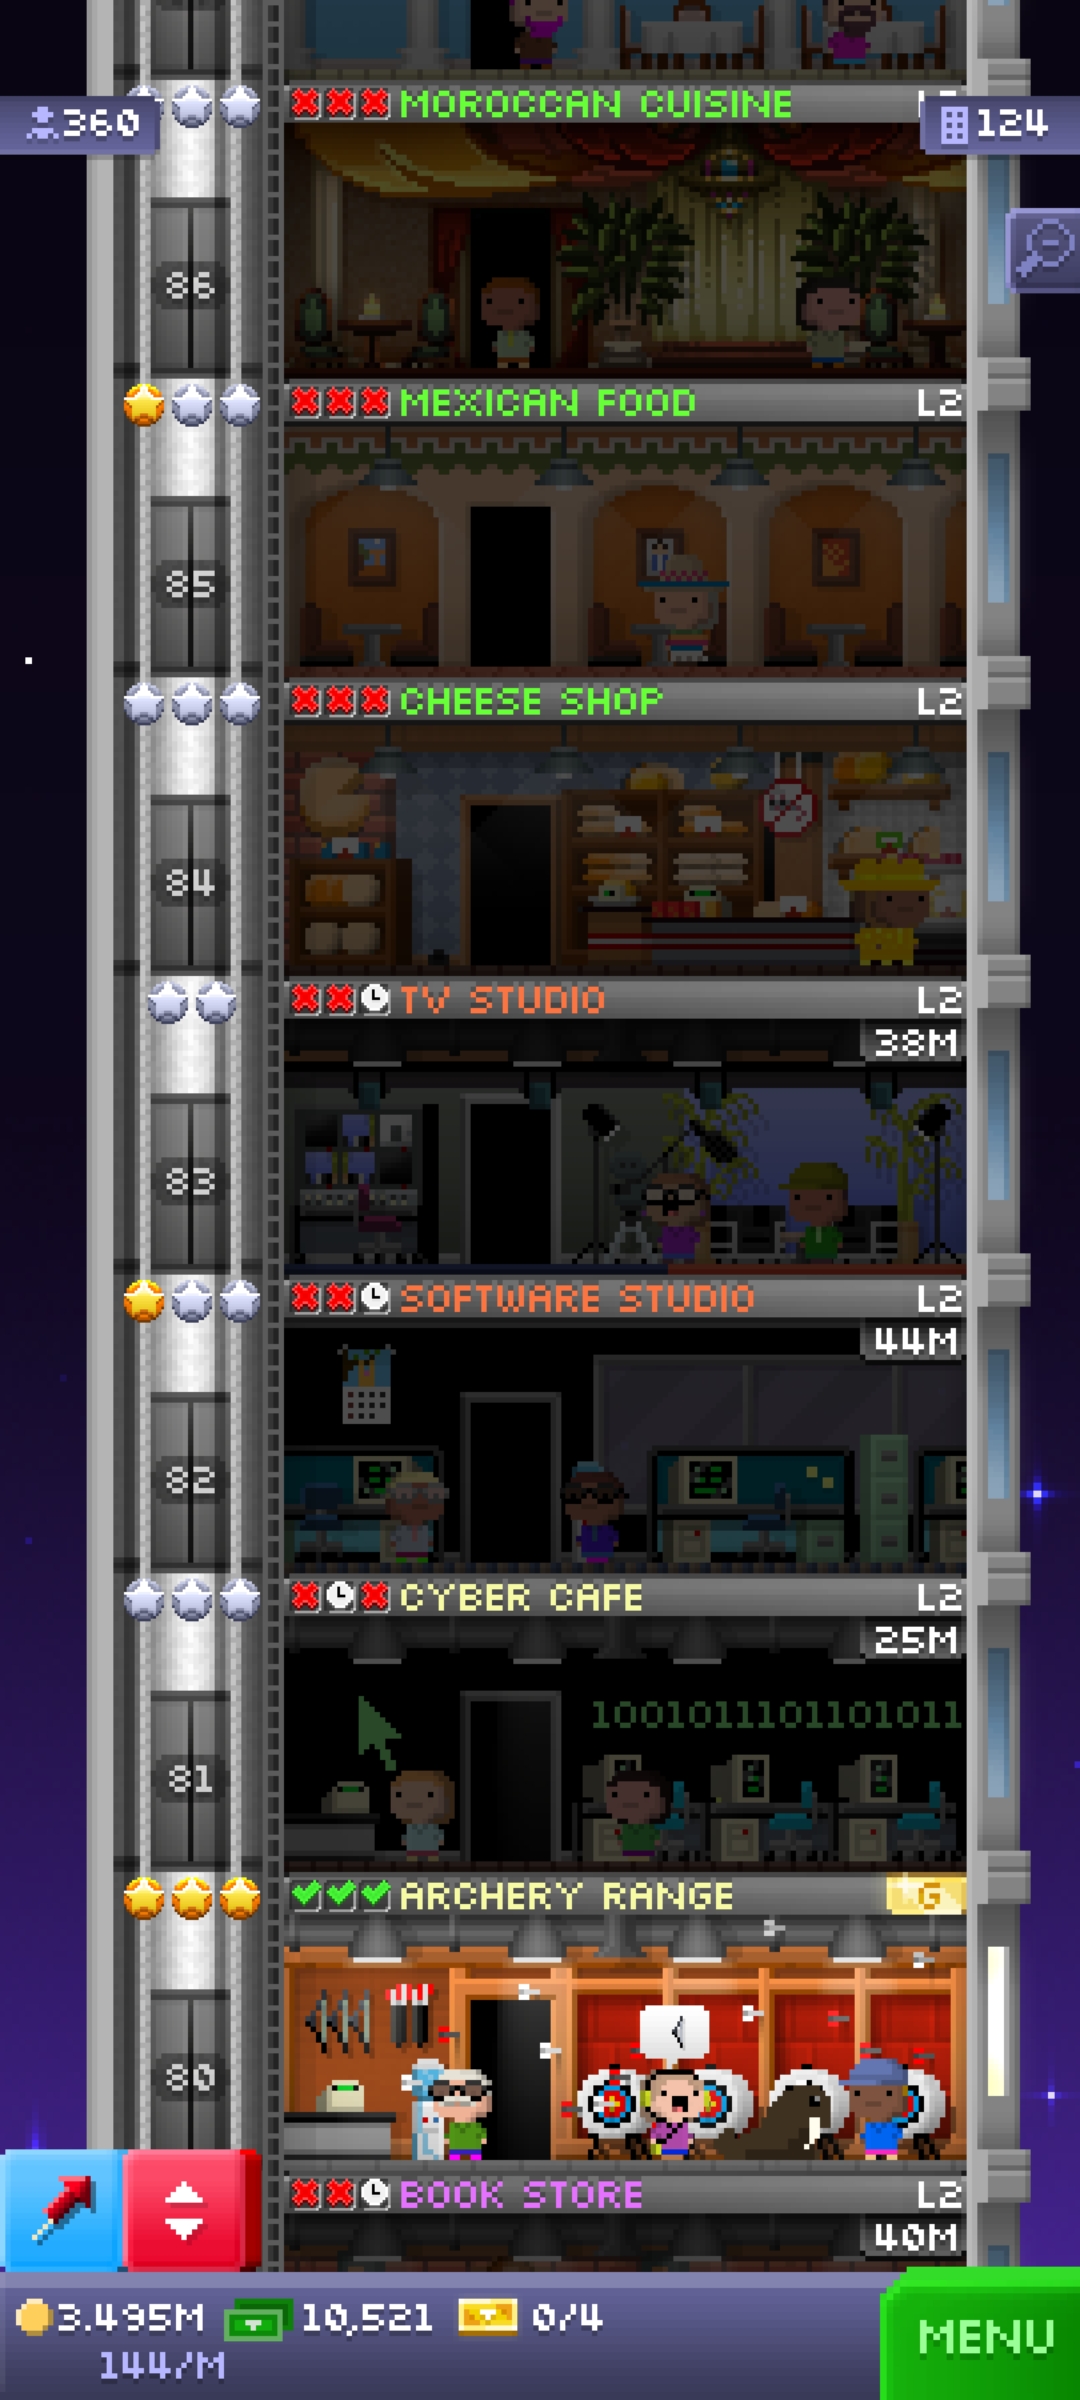 MOROCCAN CUISINE
360
124
86
MEXICAN FOOD L2
85
CHEESE SHOP L2
84
TV STUDIO L2
38M
83
SOFTWARE STUDIO L2
44M
82
CYBER CAFE L2
25M
100101110110101011
81
ARCHERY RANGE G
80
BOOK STORE L2
40M
3.495M 10,521 0/4
144/M
MENU